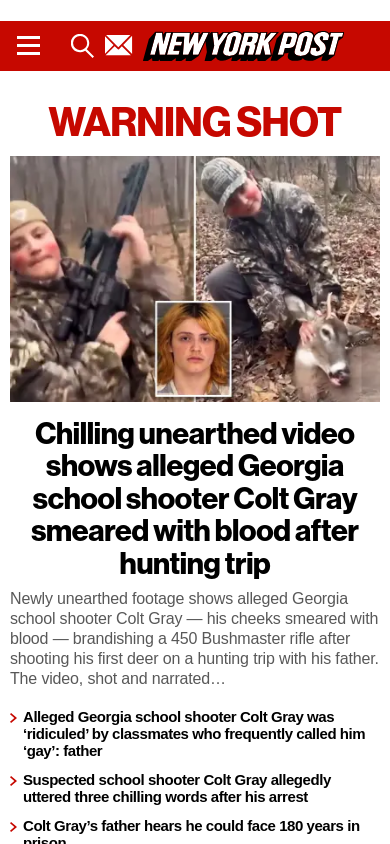 NEW YORK POST
WARNING SHOT
Chilling unearthed video
shows alleged Georgia
school shooter Colt Gray
smeared with blood after
hunting trip
Newly unearthed footage shows alleged Georgia
school shooter Colt Gray — his cheeks smeared with
blood — brandishing a 450 Bushmaster rifle after
shooting his first deer on a hunting trip with his father.
The video, shot and narrated…
Alleged Georgia school shooter Colt Gray was
‘ridiculed’ by classmates who frequently called him
‘gay’: father
Suspected school shooter Colt Gray allegedly
uttered three chilling words after his arrest
Colt Gray’s father hears he could face 180 years in
prison